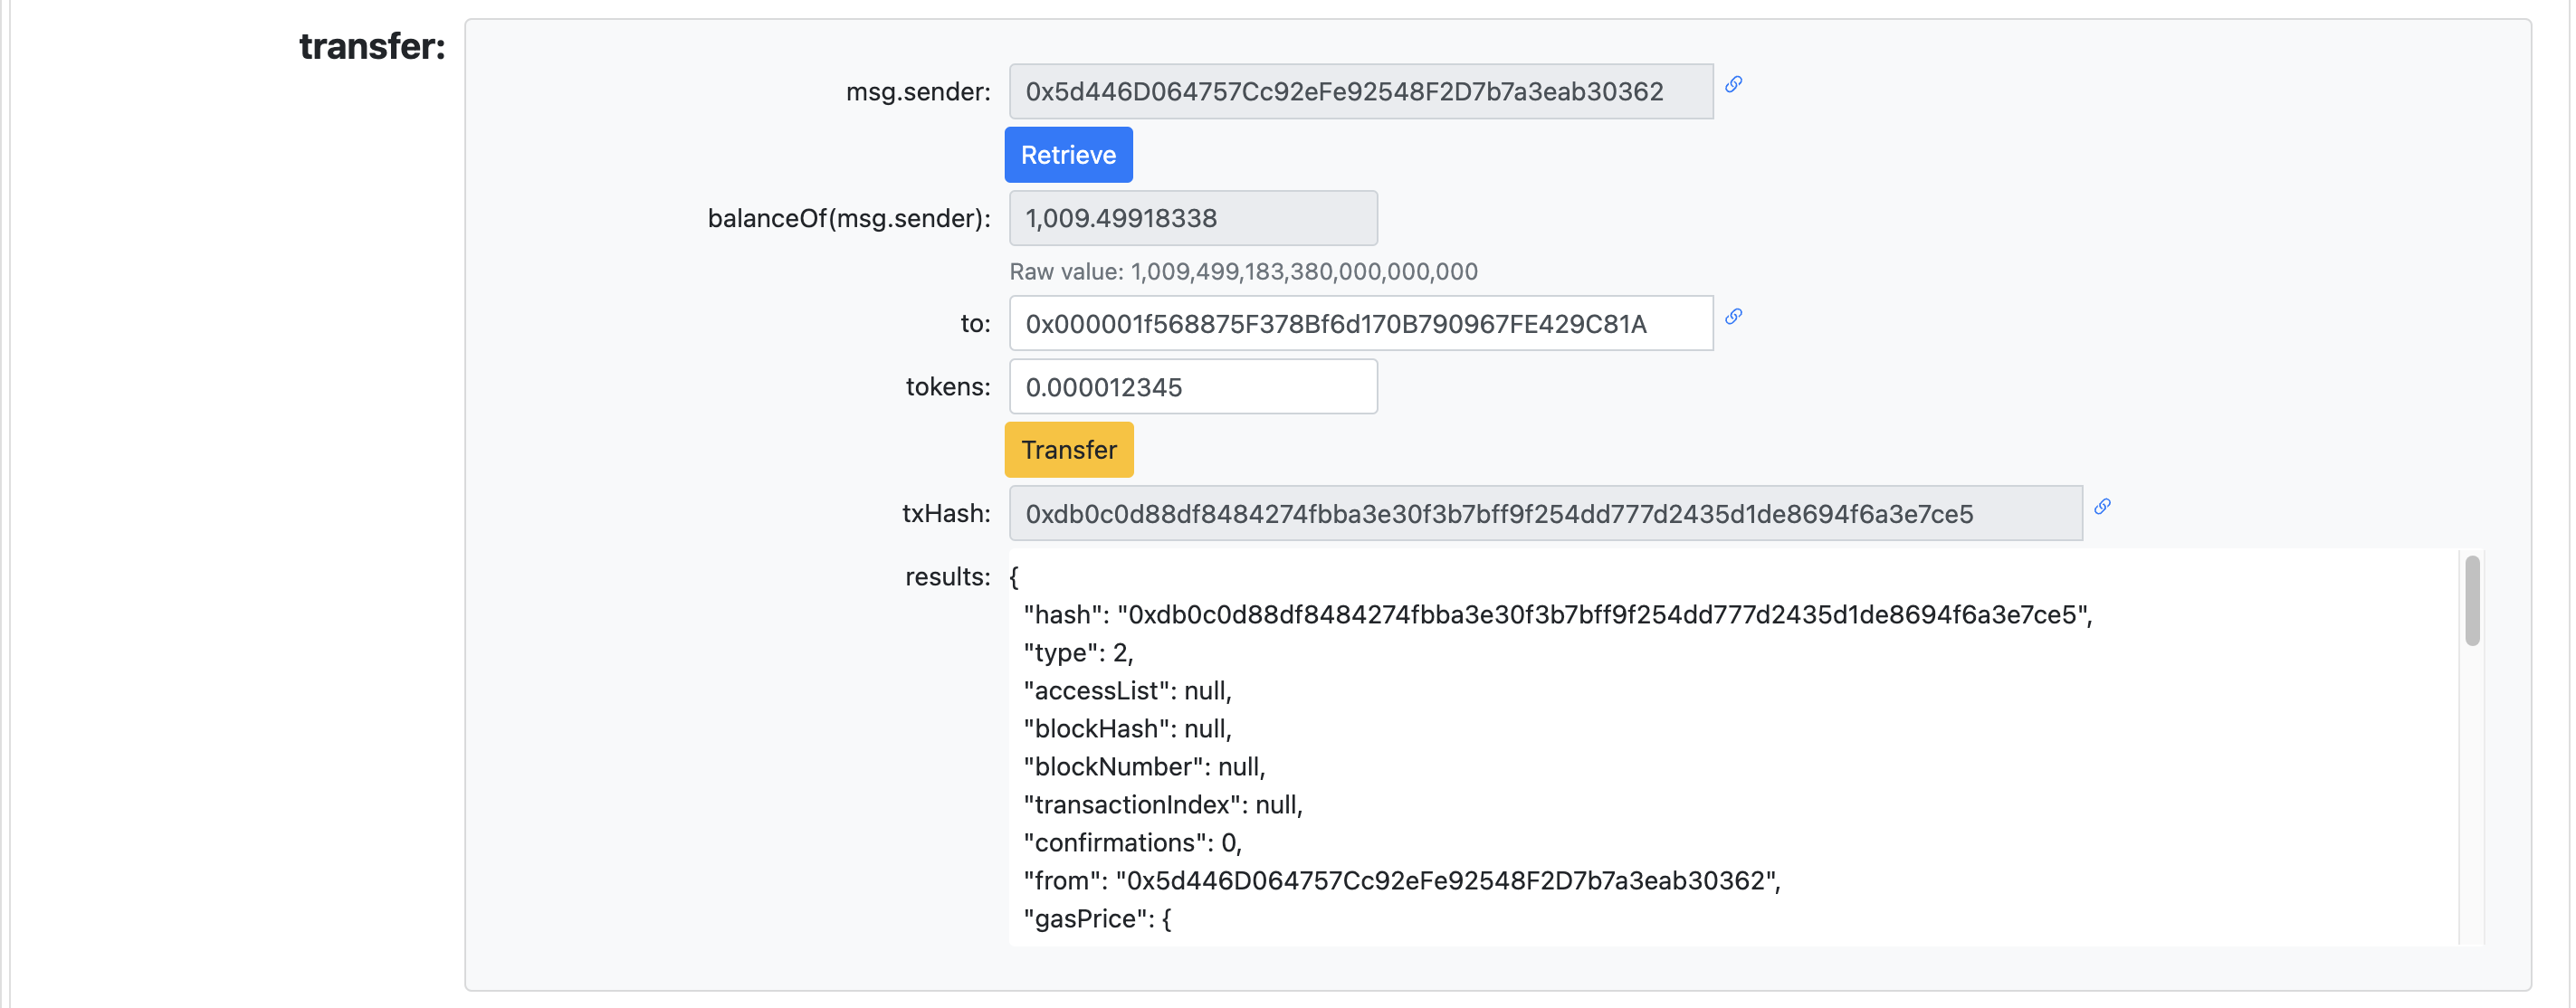 transfer:
msg.sender: 0x5d446D064757Cc92eFe92548F2D7b7a3eab30362
Retrieve
balanceOf(msg.sender): 1,009.49918338
Raw value: 1,009,499,183,380,000,000,000
to: 0x000001f568875F378Bf6d170B790967FE429C81A
tokens: 0.000012345
Transfer
txHash: 0xdb0c0d88df8484274fbba3e30f3b7bff9f254dd777d2435d1de8694f6a3e7ce5
results: {
"hash": "0xdb0c0d88df8484274fbba3e30f3b7bff9f254dd777d2435d1de8694f6a3e7ce5",
"type": 2,
"accessList": null,
"blockHash": null,
"blockNumber": null,
"transactionIndex": null,
"confirmations": 0,
"from": "0x5d446D064757Cc92eFe92548F2D7b7a3eab30362",
"gasPrice": {